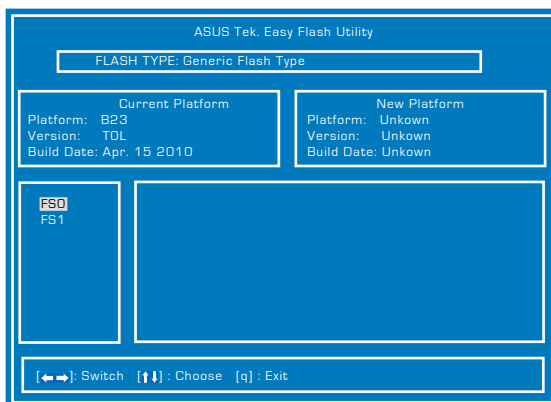 ASUS Tek. Easy Flash Utility
FLASH TYPE: Generic Flash Type
Current Platform
Platform: B23
Version: TOL
Build Date: Apr. 15 2010
New Platform
Platform: Unkown
Version: Unkown
Build Date: Unkown
FS0
FS1
[←→]: Switch [↑↓] : Choose [q] : Exit